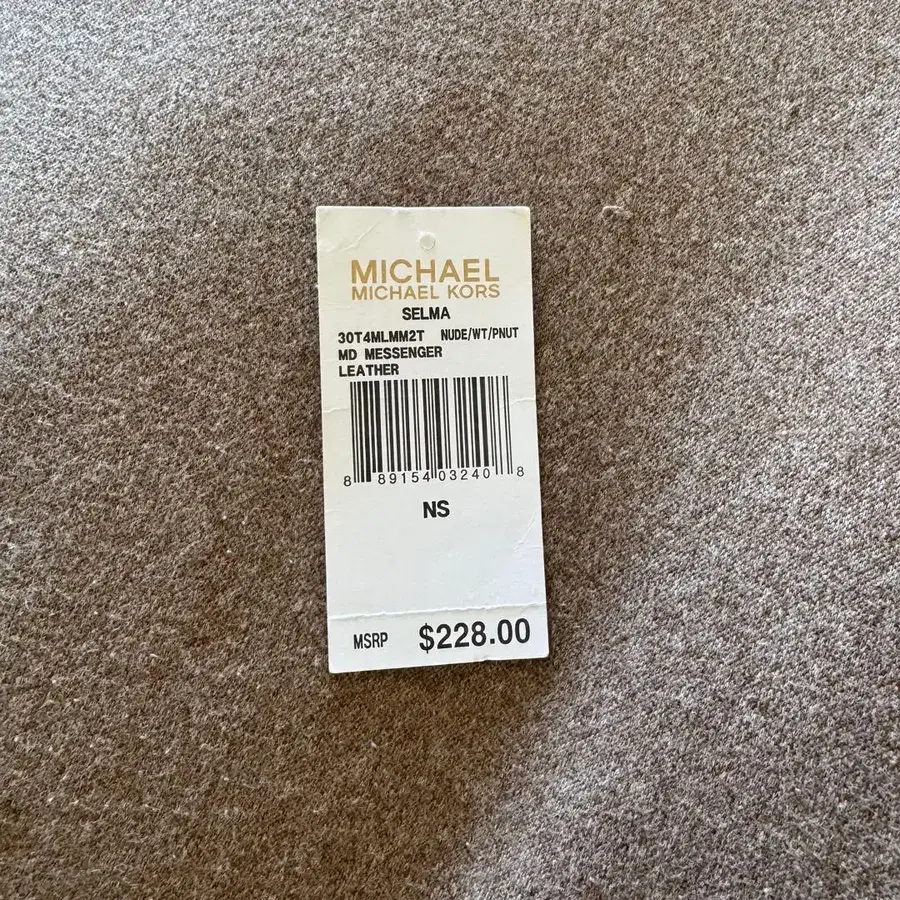 MICHAEL
MICHAEL KORS
SELMA
30T4MLMM2T NUDE/WT/PNUT
MD MESSENGER
LEATHER
8 89154 03240 8
NS
MSRP $228.00